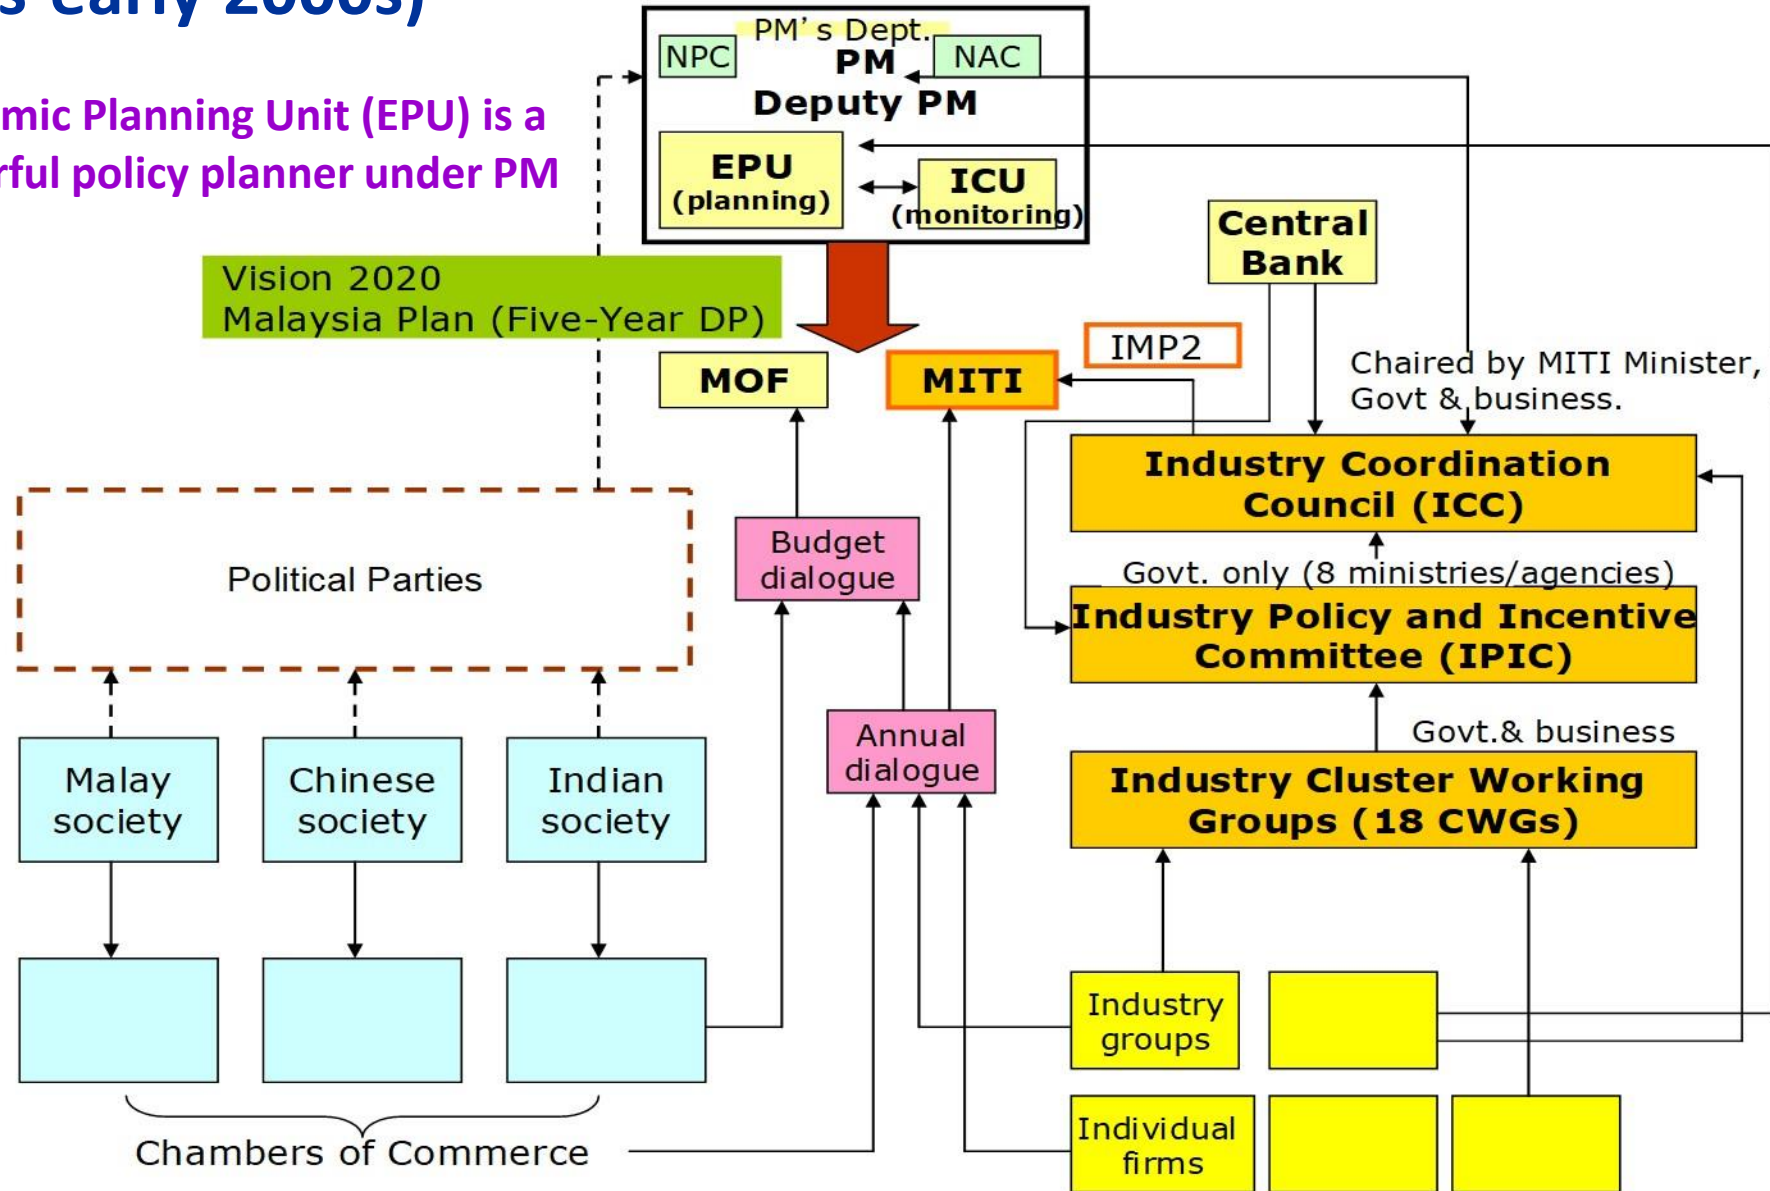 s early 2000s)
mic Planning Unit (EPU) is a
rful policy planner under PM
PM's Dept.
NPC
PM
NAC
Deputy PM
EPU
(planning)
ICU
(monitoring)
Central
Bank
Vision 2020
Malaysia Plan (Five-Year DP)
MOF
MITI
IMP2
Chaired by MITI Minister,
Govt & business.
Industry Coordination
Council (ICC)
Govt. only (8 ministries/agencies)
Industry Policy and Incentive
Committee (IPIC)
Govt.& business
Industry Cluster Working
Groups (18 CWGs)
Political Parties
Budget
dialogue
Annual
dialogue
Malay
society
Chinese
society
Indian
society
Industry
groups
Individual
firms
Chambers of Commerce